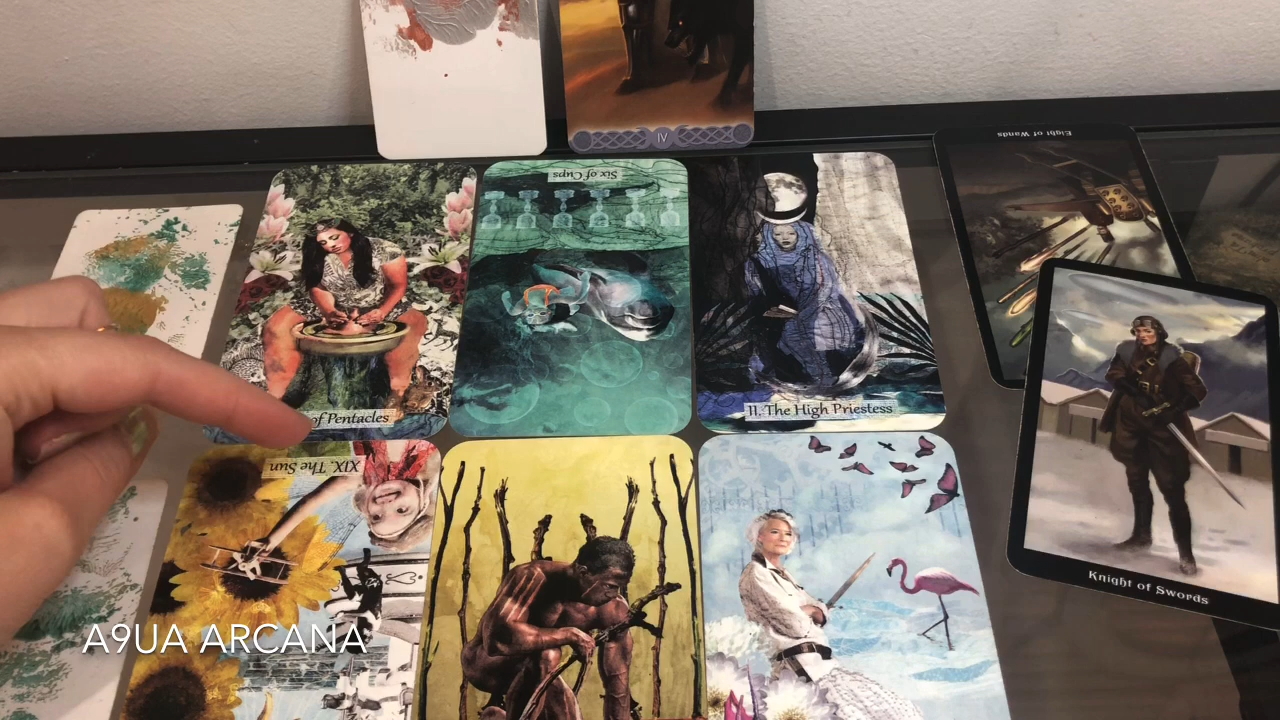 IV
Eight of Wands
Six of Cups
of Pentacles
II. The High Priestess
XIX. The Sun
Knight of Swords
A9UA ARCANA